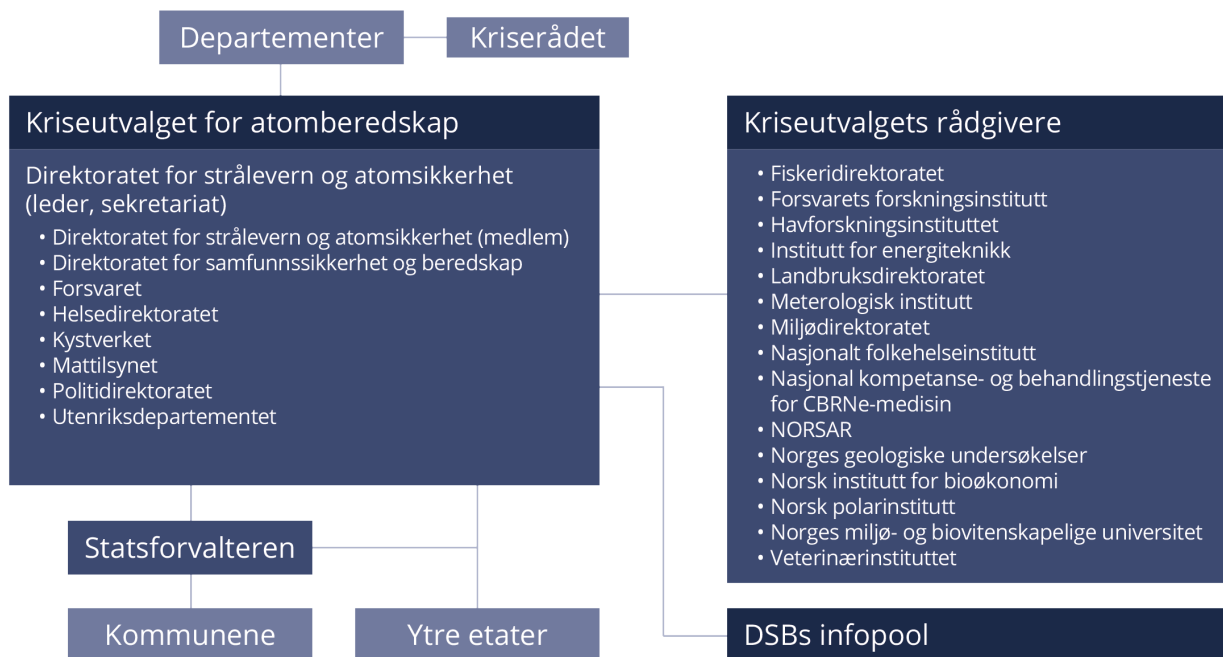 Departementer
Kriserådet
Kriseutvalget for atomberedskap
Direktoratet for strålevern og atomsikkerhet
(leder, sekretariat)
• Direktoratet for strålevern og atomsikkerhet (medlem)
• Direktoratet for samfunnssikkerhet og beredskap
• Forsvaret
• Helsedirektoratet
• Kystverket
• Mattilsynet
• Politidirektoratet
• Utenriksdepartementet
Kriseutvalgets rådgivere
• Fiskeridirektoratet
• Forsvarets forskningsinstitutt
• Havforskningsinstituttet
• Institutt for energiteknikk
• Landbruksdirektoratet
• Meterologisk institutt
• Miljødirektoratet
• Nasjonalt folkehelseinstitutt
• Nasjonal kompetanse- og behandlingstjeneste
for CBRNe-medisin
• NORSAR
• Norges geologiske undersøkelser
• Norsk institutt for bioøkonomi
• Norsk polarinstitutt
• Norges miljø- og biovitenskapelige universitet
• Veterinærinstituttet
Statsforvalteren
Kommunene
Ytre etater
DSBs infopool